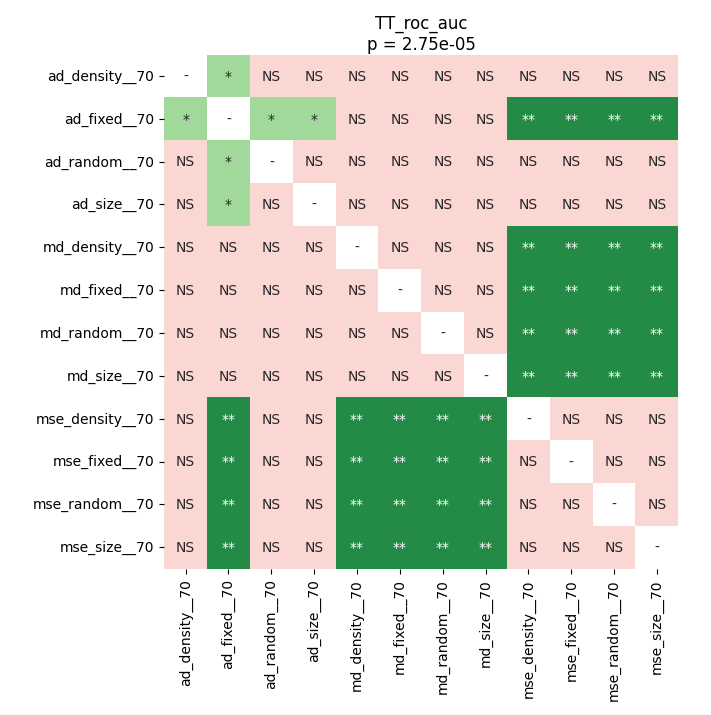 TT_roc_auc
p = 2.75e-05
ad_density__70 - * NS NS NS NS NS NS NS NS NS NS
ad_fixed__70 * - * * NS NS NS NS ** ** ** **
ad_random__70 NS * - NS NS NS NS NS NS NS NS NS
ad_size__70 NS * NS - NS NS NS NS NS NS NS NS
md_density__70 NS NS NS NS - NS NS NS ** ** ** **
md_fixed__70 NS NS NS NS NS - NS NS ** ** ** **
md_random__70 NS NS NS NS NS NS - NS ** ** ** **
md_size__70 NS NS NS NS NS NS NS - ** ** ** **
mse_density__70 NS ** NS NS ** ** ** ** - NS NS NS
mse_fixed__70 NS ** NS NS ** ** ** ** NS - NS NS
mse_random__70 NS ** NS NS ** ** ** ** NS NS - NS
mse_size__70 NS ** NS NS ** ** ** ** NS NS NS -
ad_density__70
ad_fixed__70
ad_random__70
ad_size__70
md_density__70
md_fixed__70
md_random__70
md_size__70
mse_density__70
mse_fixed__70
mse_random__70
mse_size__70